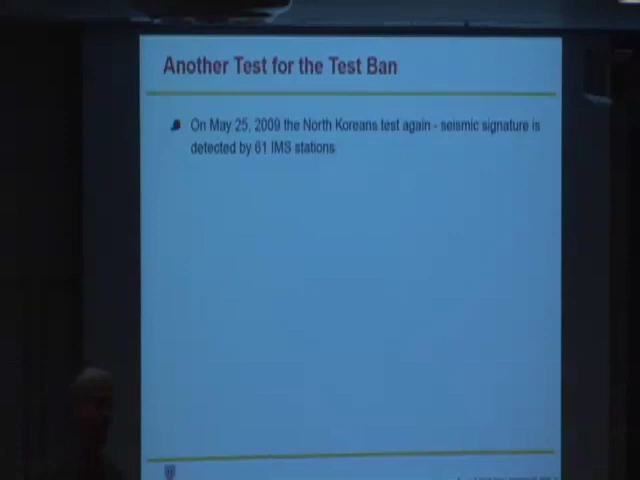 Another Test for the Test Ban
On May 25, 2009 the North Koreans test again - seismic signature is
detected by 61 IMS stations